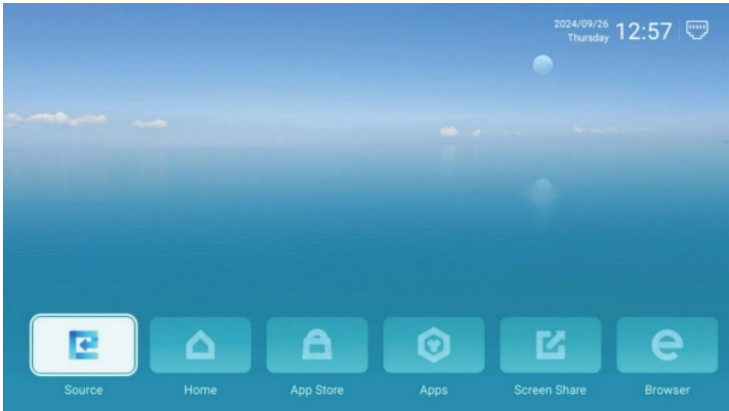 2024/09/26
Thursday
12:57
Source
Home
App Store
Apps
Screen Share
Browser